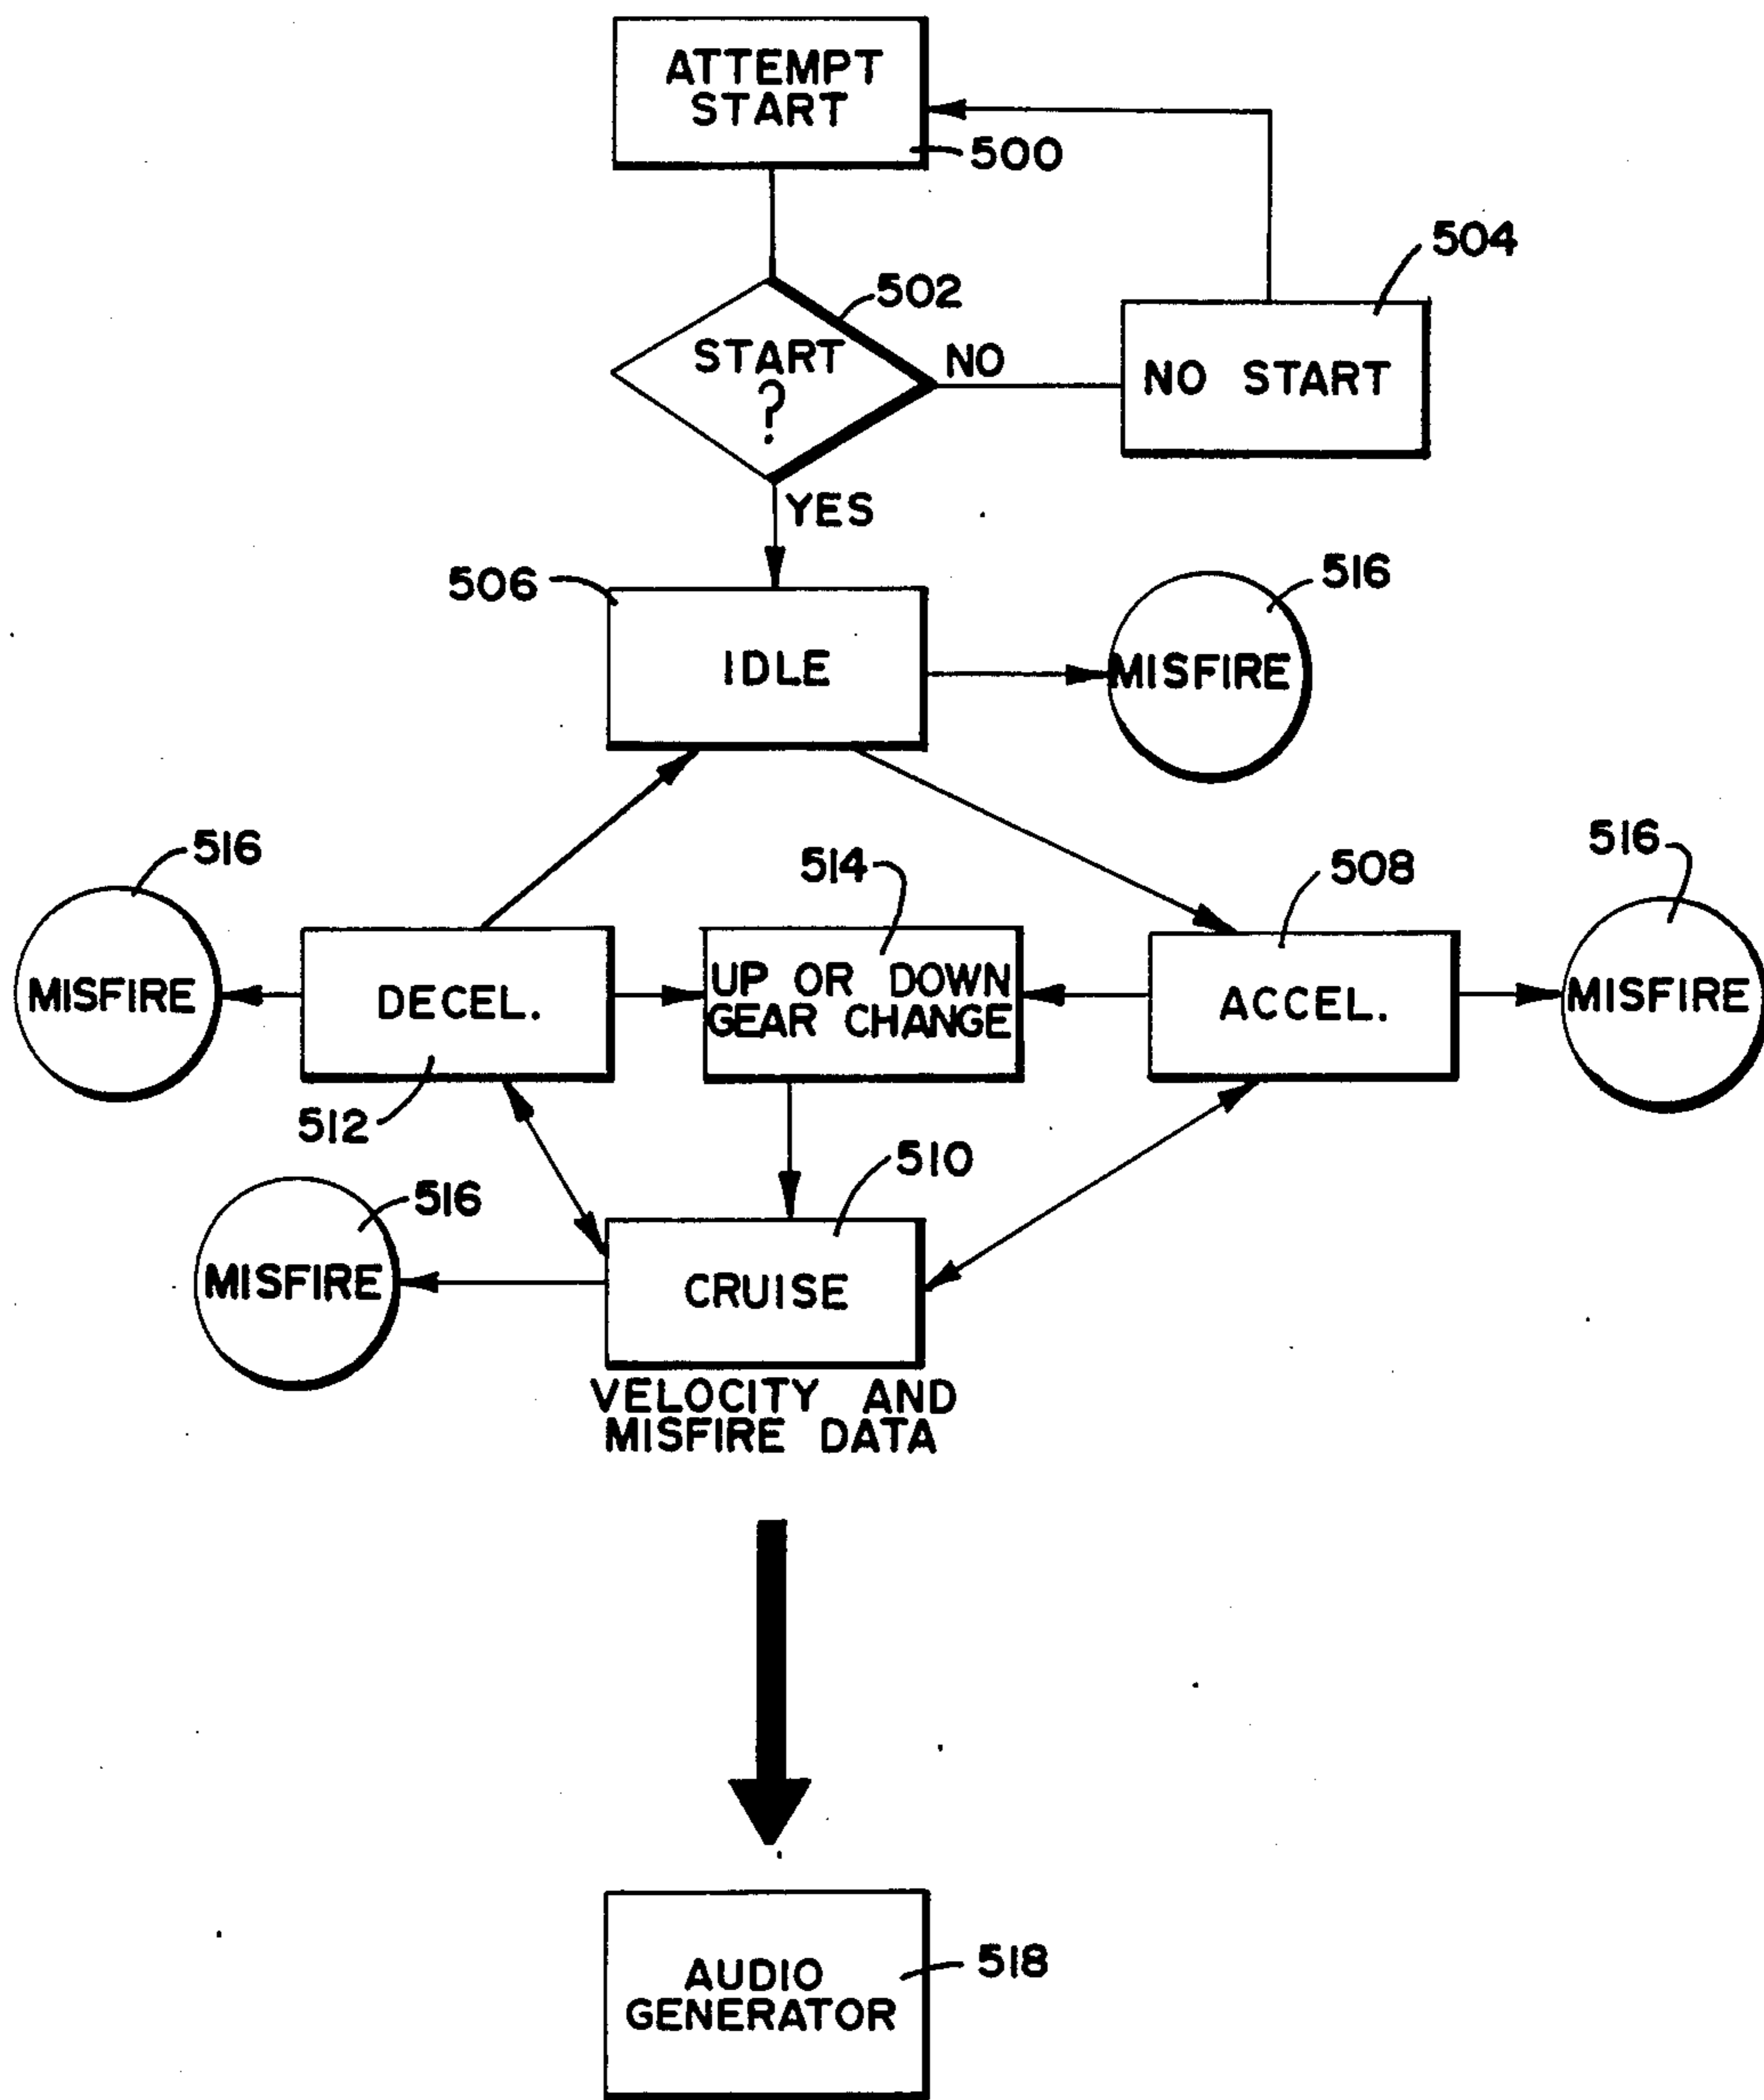 ATTEMPT
START
500
504
502
START
?
NO
NO START
YES
506
516
IDLE
MISFIRE
516
514
508
516
MISFIRE
DECEL.
UP OR DOWN
GEAR CHANGE
ACCEL.
MISFIRE
512
510
516
MISFIRE
CRUISE
VELOCITY AND
MISFIRE DATA
AUDIO
GENERATOR
518